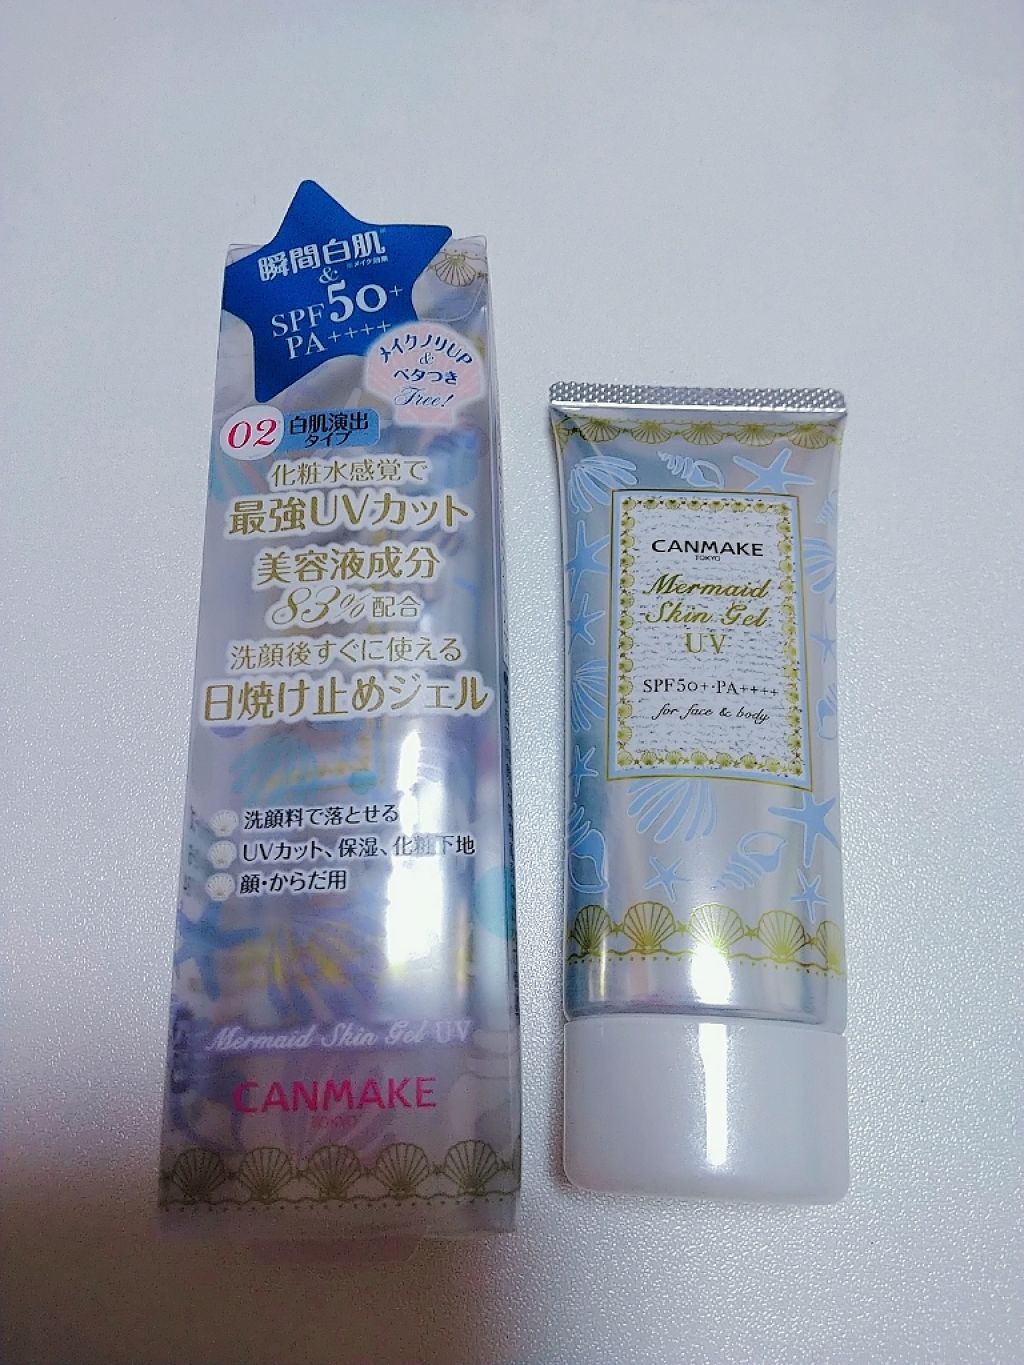 瞬間白肌※
※メイク効果
&
SPF50+
PA++++
メイクノリUP
&
ベタつき
Free!
02 白肌演出
タイプ
化粧水感覚で
最強UVカット
美容液成分
83%配合
洗顔後すぐに使える
日焼け止めジェル
洗顔料で落とせる
UVカット、保湿、化粧下地
顔・からだ用
Mermaid Skin Gel UV
CANMAKE
TOKYO
CANMAKE
TOKYO
Mermaid
Skin Gel
UV
SPF50+・PA++++
for face & body